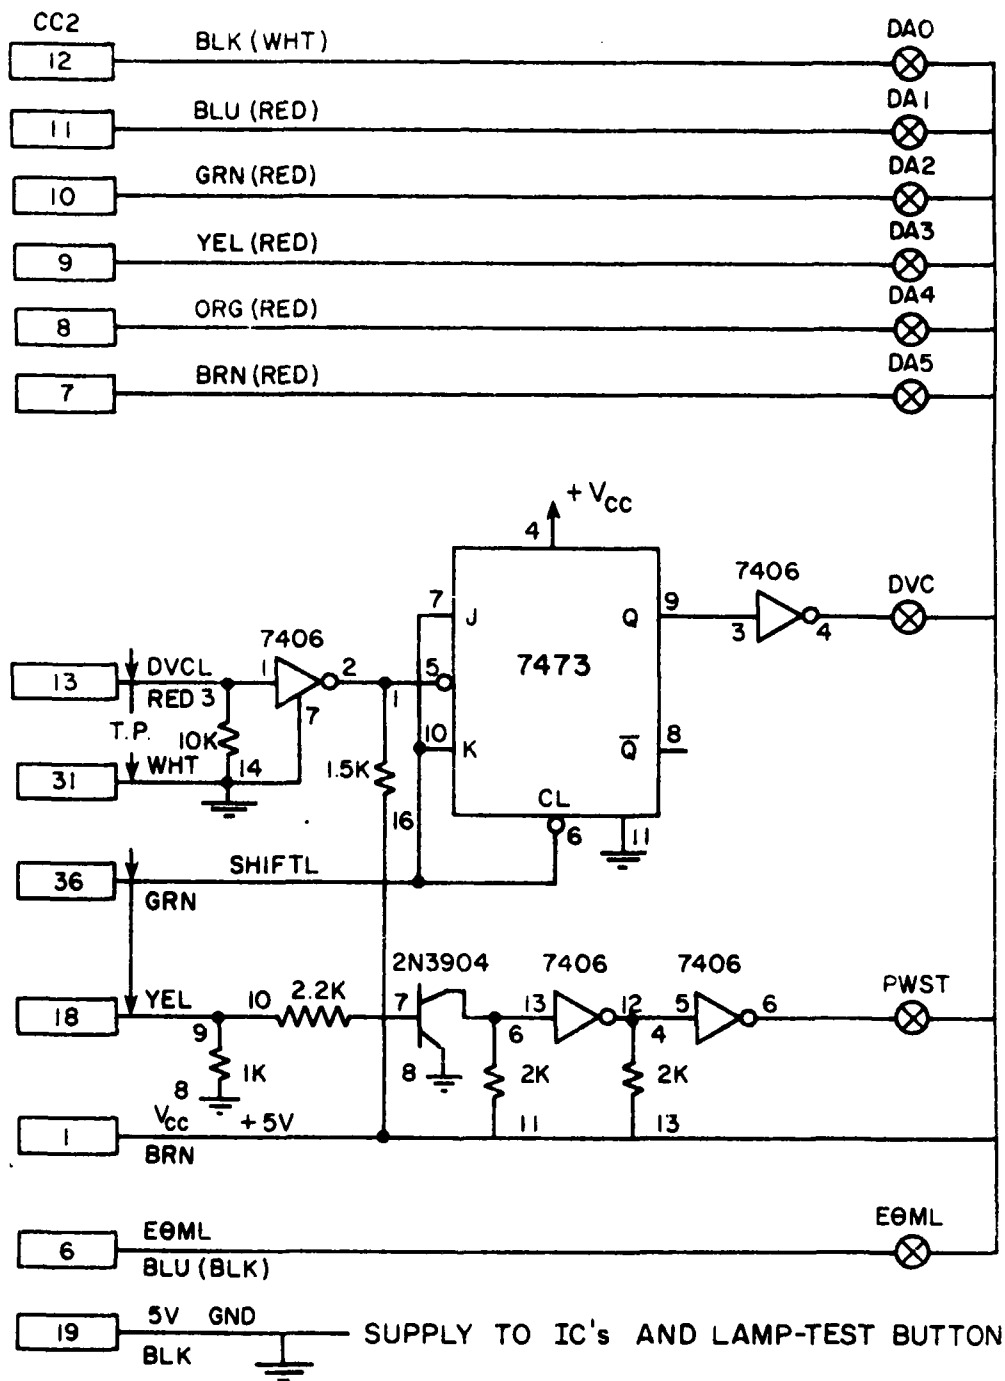 CC2
12 BLK (WHT) DA0
11 BLU (RED) DA1
10 GRN (RED) DA2
9 YEL (RED) DA3
8 ORG (RED) DA4
7 BRN (RED) DA5
+ VCC
4
7 J Q 9
7406
3 4
DVC
7473
5
10 K Q̅ 8
CL
6
11
13 DVCL
RED 3
7406
1 2
7
1
T.P.
10K
31 WHT
14
1.5K
16
36 SHIFTL
GRN
18 YEL
10 2.2K
9
1K
8
2N3904
7
8
7406
13 12
6
2K
11
7406
5 6
4
2K
13
PWST
1 VCC +5V
BRN
6 EθML EθML
BLU (BLK)
19 5V GND
BLK
SUPPLY TO IC's AND LAMP-TEST BUTTON